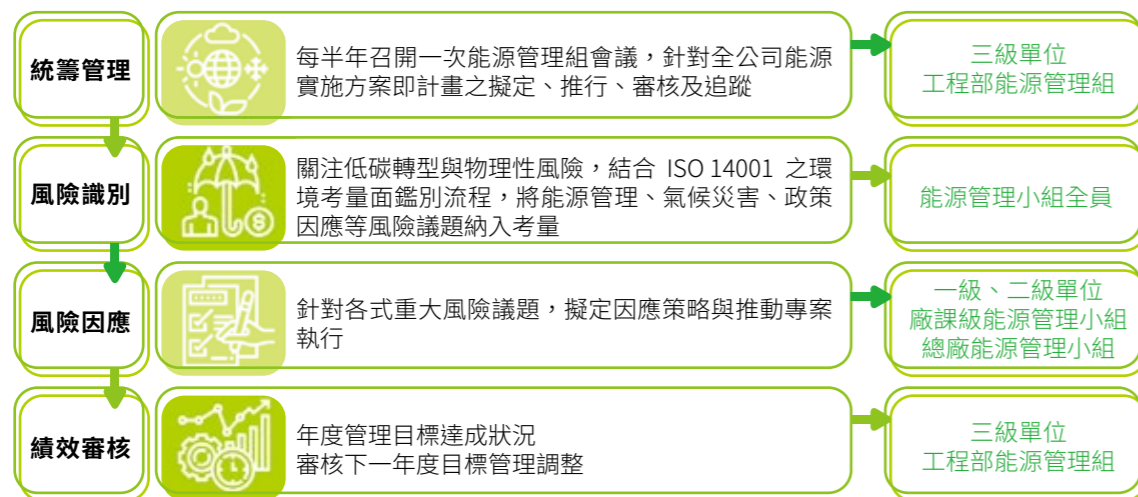 統籌管理
每半年召開一次能源管理組會議，針對全公司能源
實施方案即計畫之擬定、推行、審核及追蹤
三級單位
工程部能源管理組
風險識別
關注低碳轉型與物理性風險，結合 ISO 14001 之環
境考量面鑑別流程，將能源管理、氣候災害、政策
因應等風險議題納入考量
能源管理小組全員
風險因應
針對各式重大風險議題，擬定因應策略與推動專案
執行
一級、二級單位
廠課級能源管理小組
總廠能源管理小組
績效審核
年度管理目標達成狀況
審核下一年度目標管理調整
三級單位
工程部能源管理組